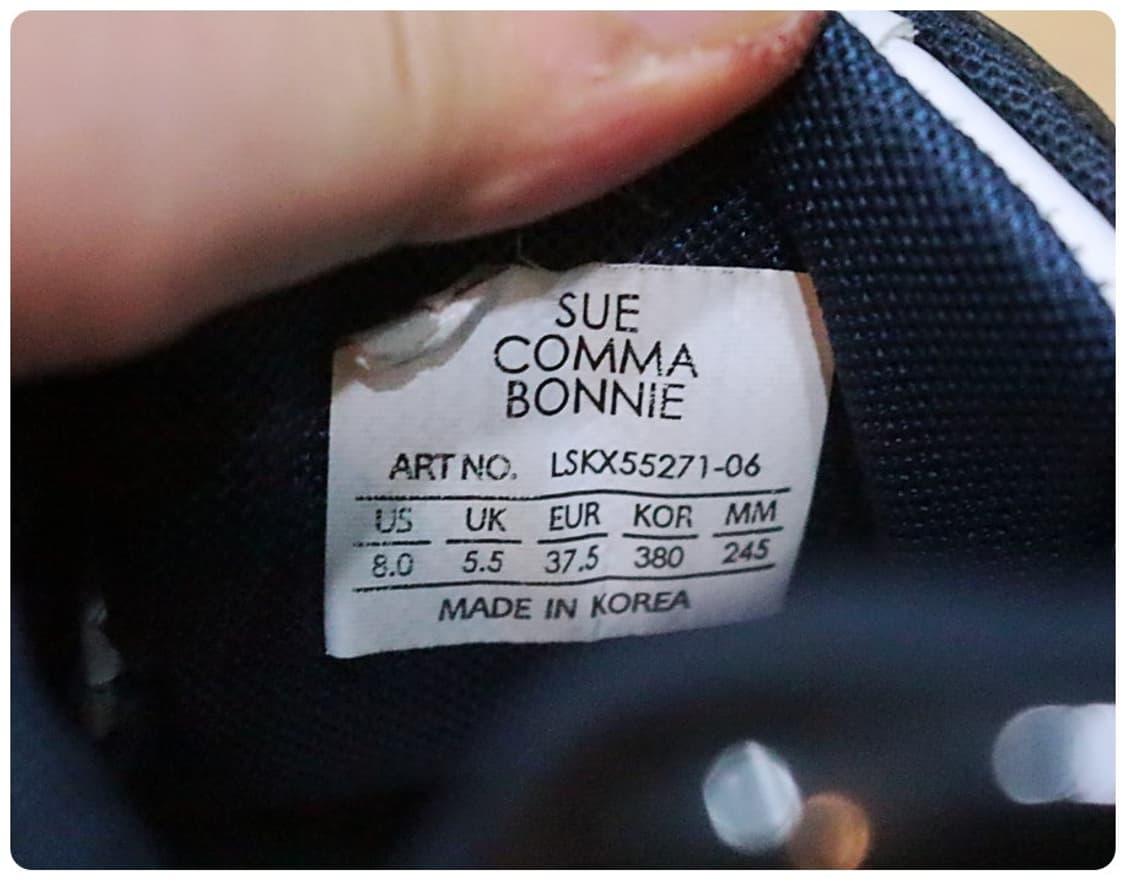 SUE
COMMA
BONNIE
ART NO. LSKX55271-06
US UK EUR KOR MM
8.0 5.5 37.5 380 245
MADE IN KOREA